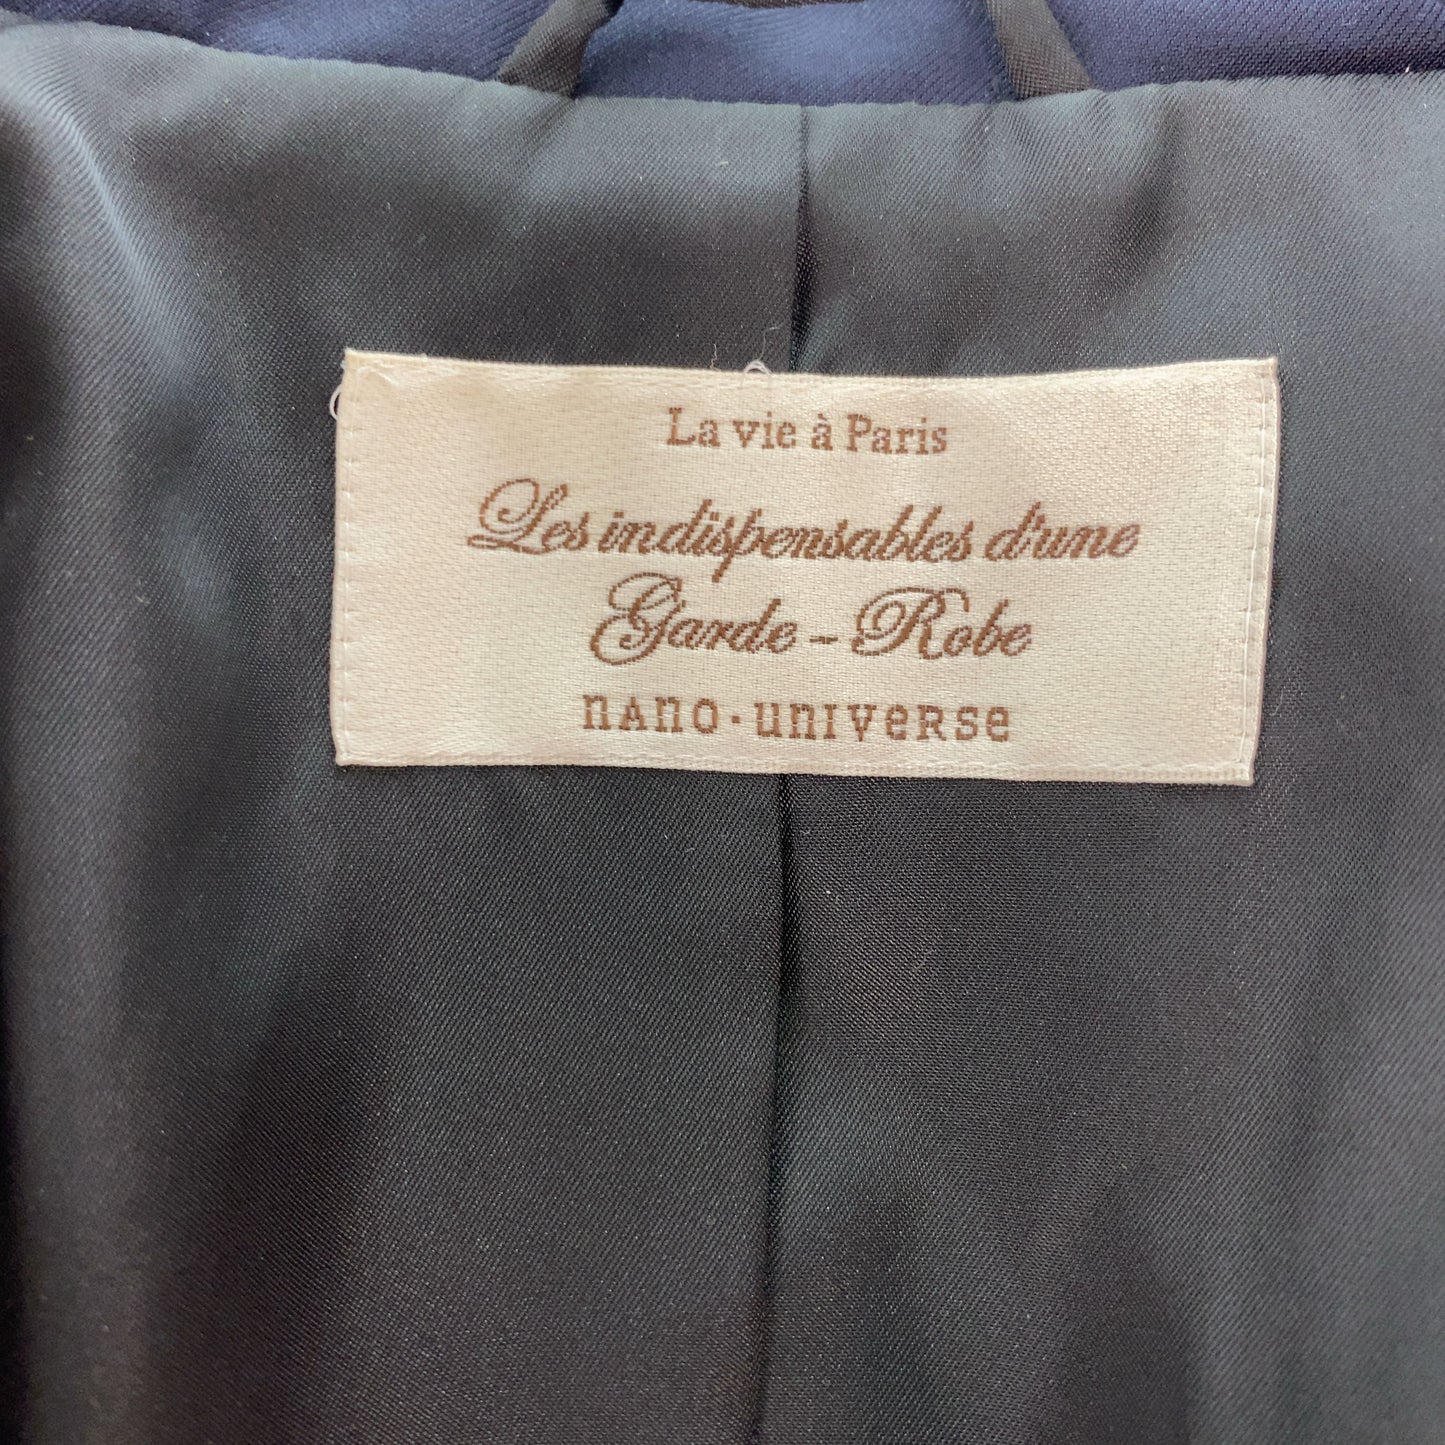 La vie à Paris
Les indispensables d'une
Garde - Robe
nAno · universe